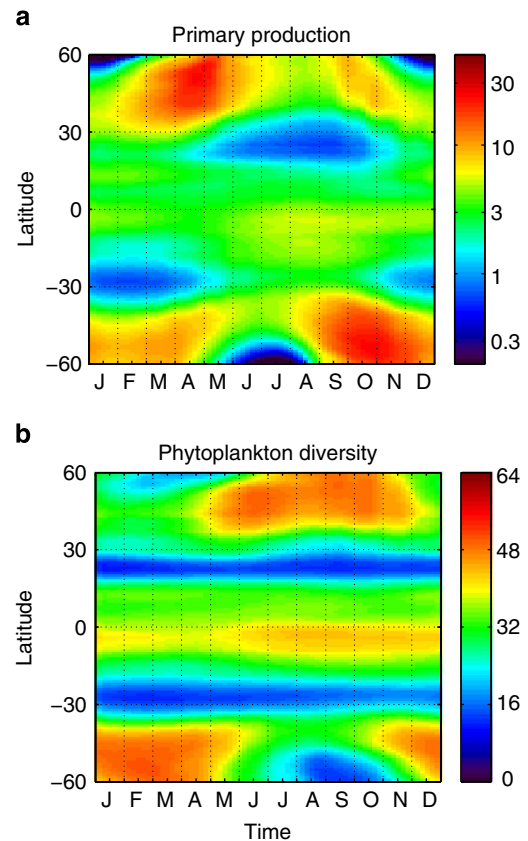 a
Primary production
60
30
0
−30
−60
Latitude
J F M A M J J A S O N D
30
10
3
1
0.3
b
Phytoplankton diversity
60
30
0
−30
−60
Latitude
J F M A M J J A S O N D
Time
64
48
32
16
0